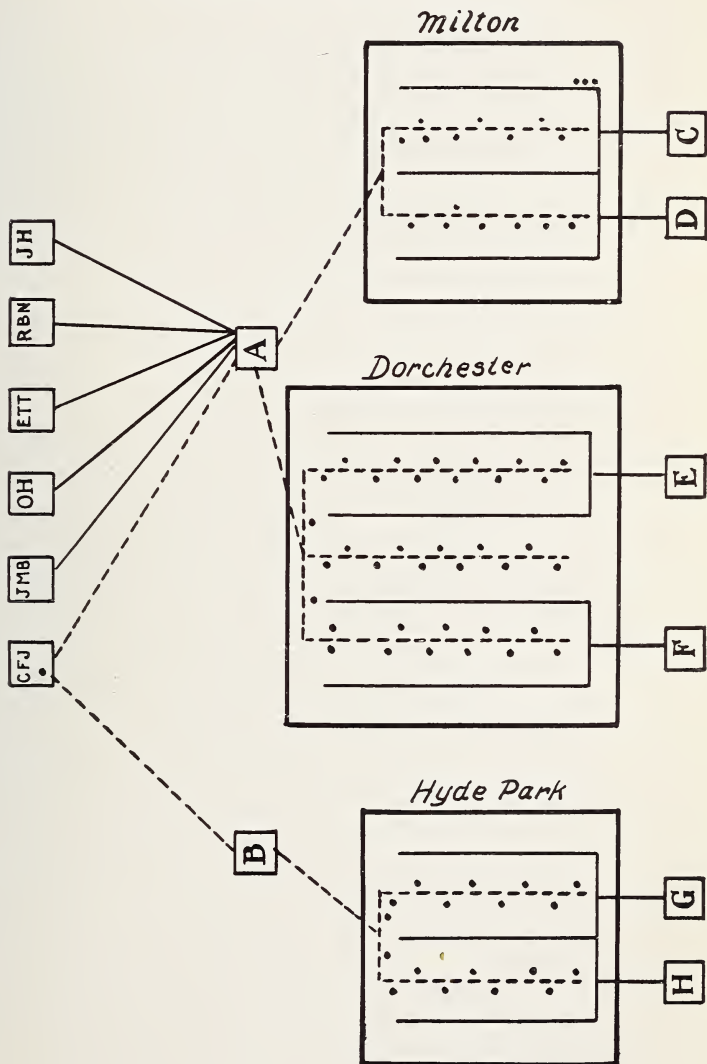 Milton
JH
RBN
ETT
OH
JMB
CFJ
A
B
C
D
Dorchester
E
F
Hyde Park
G
H